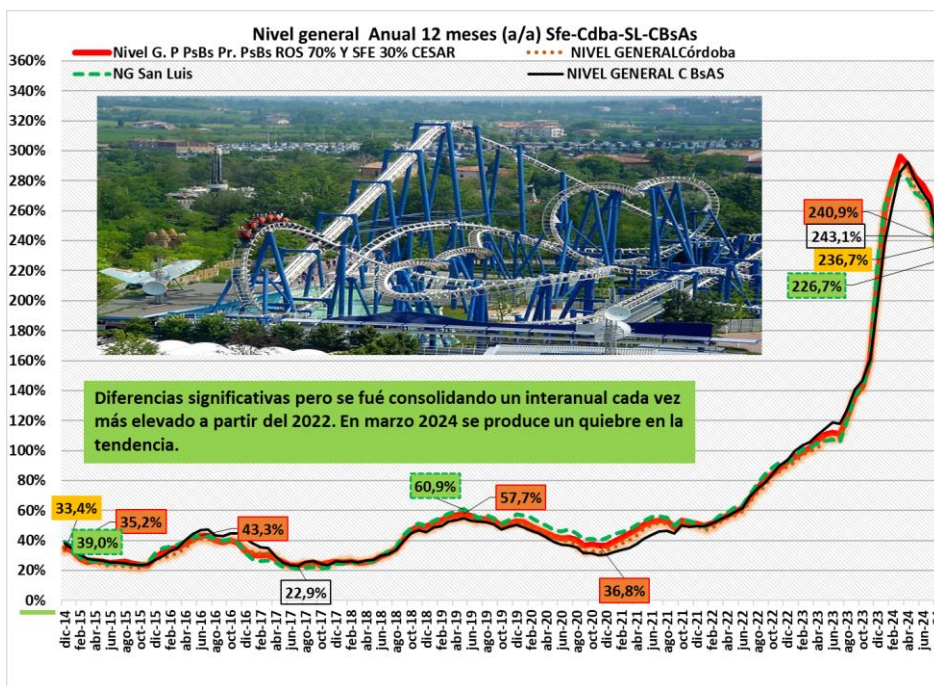 Nivel general  Anual 12 meses (a/a) Sfe-Cdba-SL-CBsAs
Nivel G. P PsBs Pr. PsBs ROS 70% Y SFE 30% CESAR
NIVEL GENERALCórdoba
NG San Luis
NIVEL GENERAL C BsAS
360%
340%
320%
300%
280%
260%
240%
220%
200%
180%
160%
140%
120%
100%
80%
60%
40%
20%
0%
240,9%
243,1%
236,7%
226,7%
Diferencias significativas pero se fué consolidando un interanual cada vez
más elevado a partir del 2022. En marzo 2024 se produce un quiebre en la
tendencia.
33,4%
39,0%
35,2%
43,3%
22,9%
60,9%
57,7%
36,8%
dic-14
feb-15
abr-15
jun-15
ago-15
oct-15
dic-15
feb-16
abr-16
jun-16
ago-16
oct-16
dic-16
feb-17
abr-17
jun-17
ago-17
oct-17
dic-17
feb-18
abr-18
jun-18
ago-18
oct-18
dic-18
feb-19
abr-19
jun-19
ago-19
oct-19
dic-19
feb-20
abr-20
jun-20
ago-20
oct-20
dic-20
feb-21
abr-21
jun-21
ago-21
oct-21
dic-21
feb-22
abr-22
jun-22
ago-22
oct-22
dic-22
feb-23
abr-23
jun-23
ago-23
oct-23
dic-23
feb-24
abr-24
jun-24